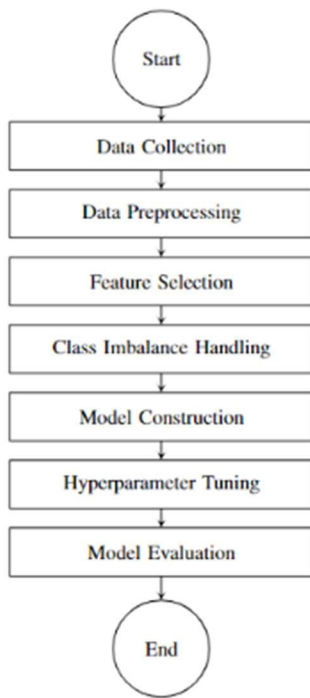 Start
Data Collection
Data Preprocessing
Feature Selection
Class Imbalance Handling
Model Construction
Hyperparameter Tuning
Model Evaluation
End